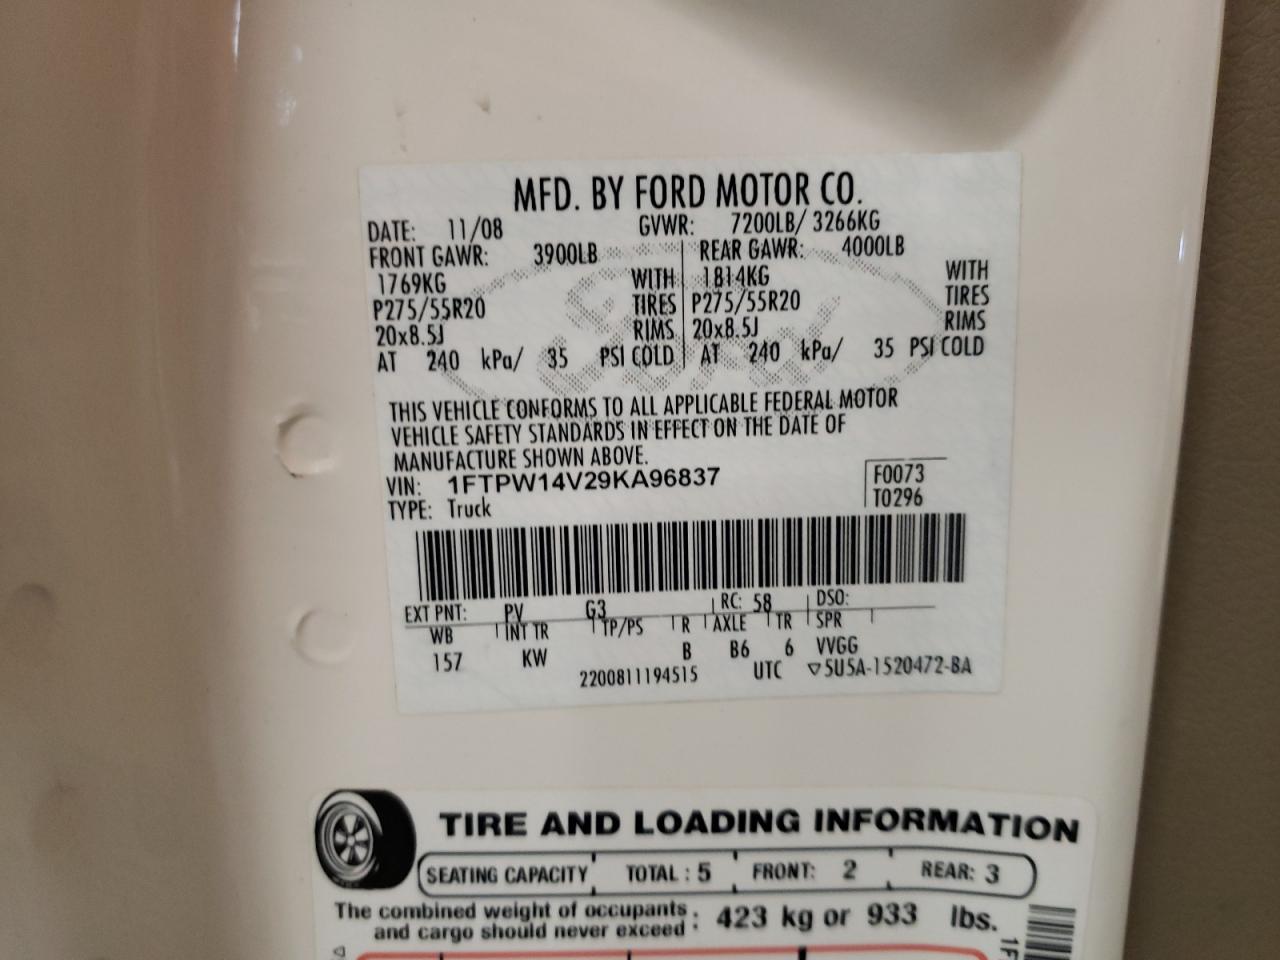 MFD. BY FORD MOTOR CO.
DATE: 11/08 GVWR: 7200LB/ 3266KG
FRONT GAWR: 3900LB REAR GAWR: 4000LB
1769KG WITH 1814KG WITH
P275/55R20 TIRES P275/55R20 TIRES
20x8.5J RIMS 20x8.5J RIMS
AT 240 kPa/ 35 PSI COLD AT 240 kPa/ 35 PSI COLD
Ford
THIS VEHICLE CONFORMS TO ALL APPLICABLE FEDERAL MOTOR
VEHICLE SAFETY STANDARDS IN EFFECT ON THE DATE OF
MANUFACTURE SHOWN ABOVE.
VIN: 1FTPW14V29KA96837 F0073
TYPE: Truck T0296
EXT PNT: PV G3 RC: 58 DSO:
WB INT TR TP/PS R AXLE TR SPR
157 KW B B6 6 VVGG
2200811194515 UTC ▽5U5A-1520472-BA
TIRE AND LOADING INFORMATION
SEATING CAPACITY TOTAL : 5 FRONT: 2 REAR: 3
The combined weight of occupants
and cargo should never exceed : 423 kg or 933 lbs.
1F